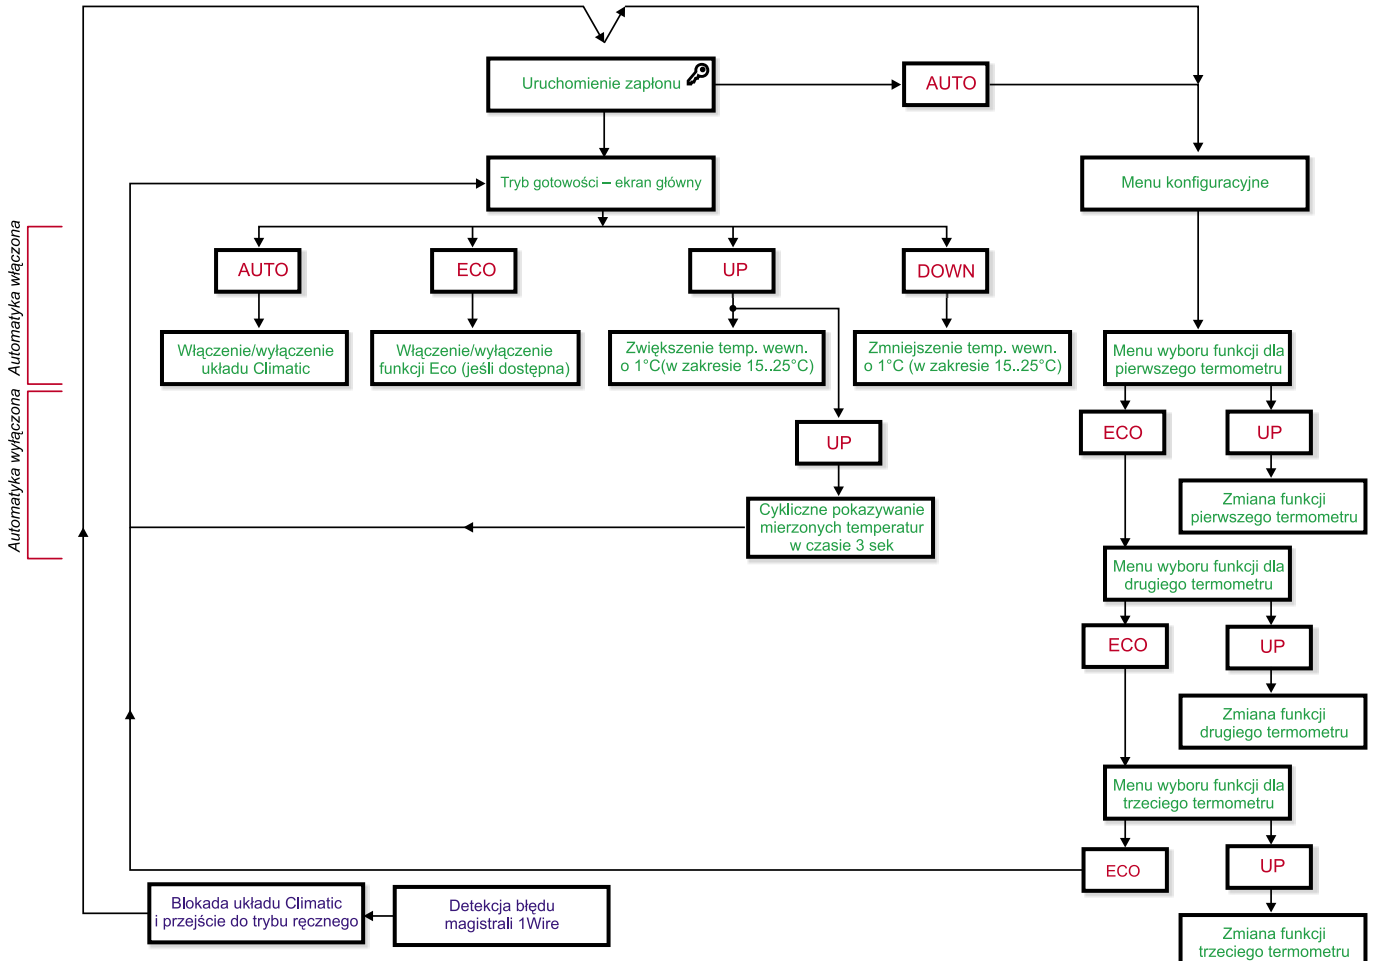 Uruchomienie zapłonu
AUTO
Tryb gotowości – ekran główny
Menu konfiguracyjne
Automatyka włączona
AUTO
ECO
UP
DOWN
Włączenie/wyłączenie
układu Climatic
Włączenie/wyłączenie
funkcji Eco (jeśli dostępna)
Zwiększenie temp. wewn.
o 1°C(w zakresie 15..25°C)
Zmniejszenie temp. wewn.
o 1°C (w zakresie 15..25°C)
Menu wyboru funkcji dla
pierwszego termometru
Automatyka wyłączona
UP
ECO
UP
Cykliczne pokazywanie
mierzonych temperatur
w czasie 3 sek
Zmiana funkcji
pierwszego termometru
Menu wyboru funkcji dla
drugiego termometru
ECO
UP
Zmiana funkcji
drugiego termometru
Menu wyboru funkcji dla
trzeciego termometru
ECO
UP
Blokada układu Climatic
i przejście do trybu ręcznego
Detekcja błędu
magistrali 1Wire
Zmiana funkcji
trzeciego termometru